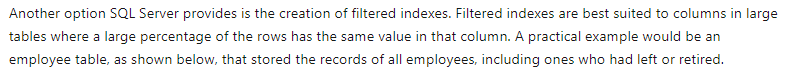 Another option SQL Server provides is the creation of filtered indexes. Filtered indexes are best suited to columns in large
tables where a large percentage of the rows has the same value in that column. A practical example would be an
employee table, as shown below, that stored the records of all employees, including ones who had left or retired.